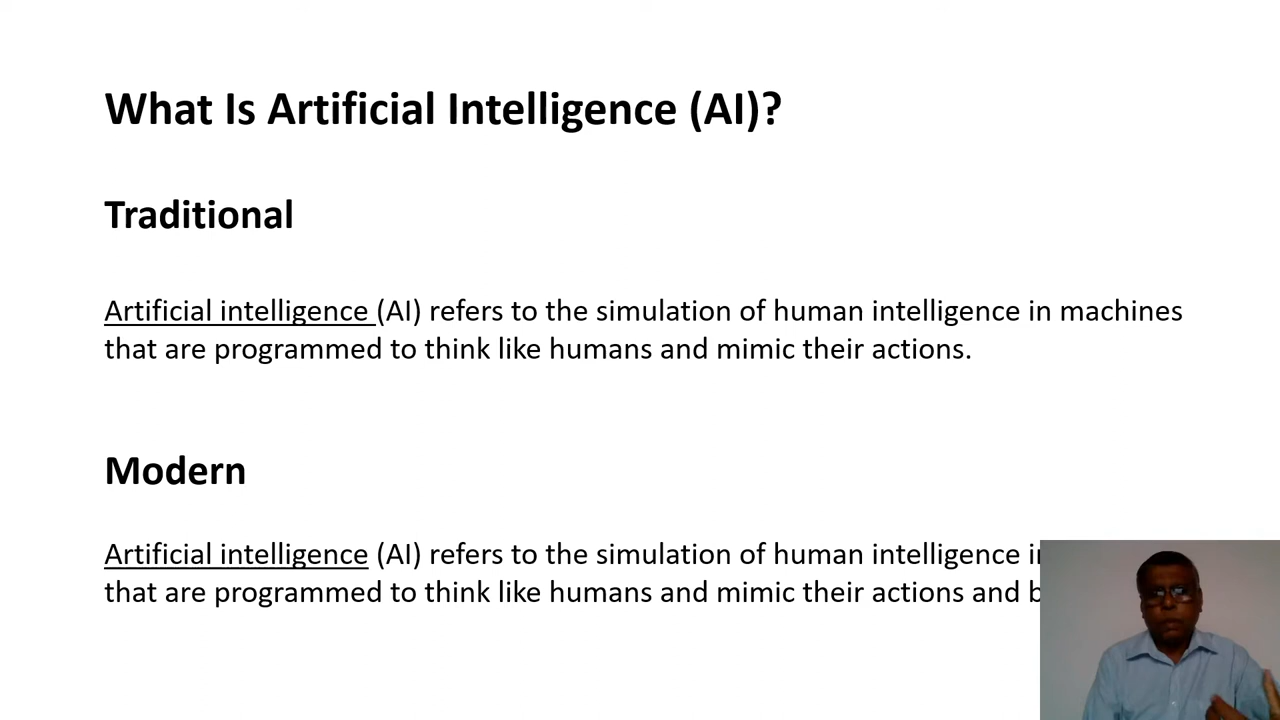 What Is Artificial Intelligence (AI)?
Traditional
Artificial intelligence (AI) refers to the simulation of human intelligence in machines
that are programmed to think like humans and mimic their actions.
Modern
Artificial intelligence (AI) refers to the simulation of human intelligence
that are programmed to think like humans and mimic their actions and